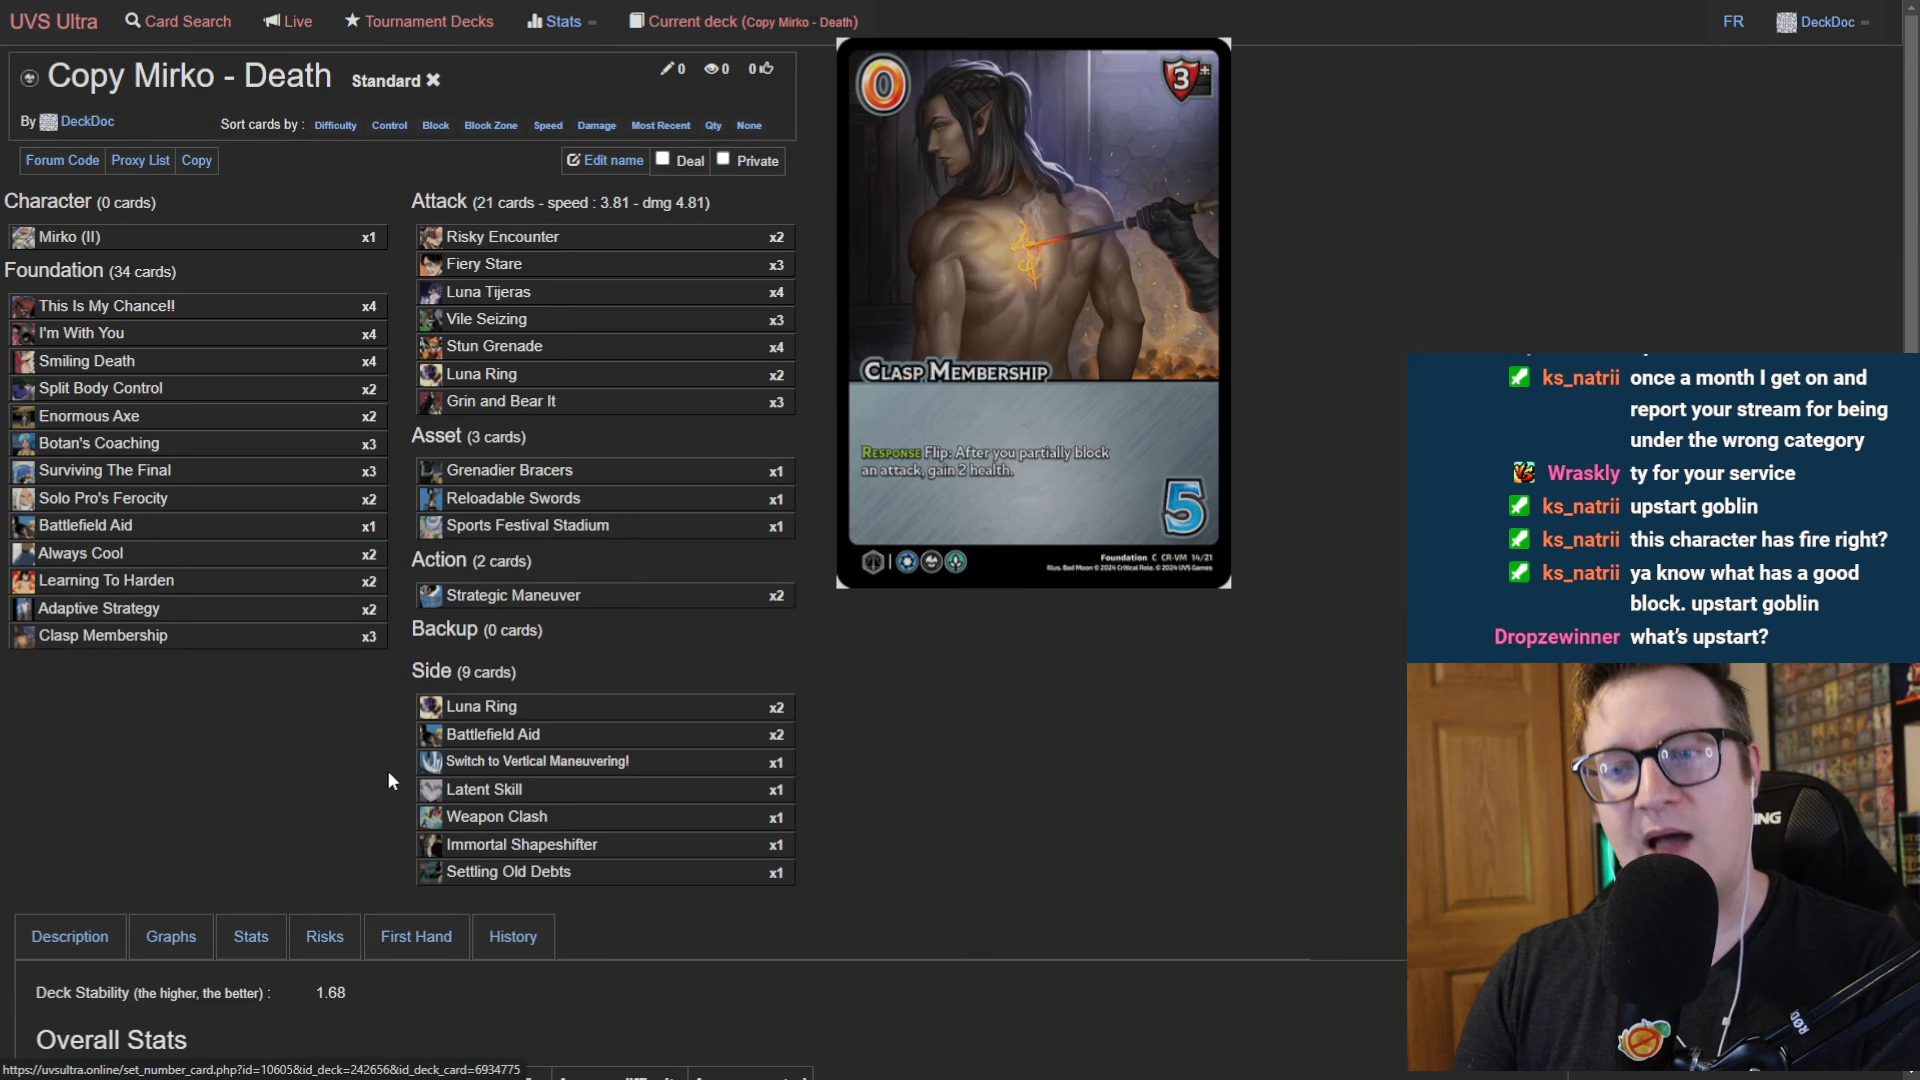 UVS Ultra Card Search Live Tournament Decks Stats Current deck (Copy Mirko - Death) FR DeckDoc
Copy Mirko - Death Standard ✖ 0 0 0
By DeckDoc Sort cards by : Difficulty Control Block Block Zone Speed Damage Most Recent Qty None
Forum Code Proxy List Copy Edit name Deal Private
Character (0 cards)
Mirko (II) x1
Foundation (34 cards)
This Is My Chance!! x4
I'm With You x4
Smiling Death x4
Split Body Control x2
Enormous Axe x2
Botan's Coaching x3
Surviving The Final x3
Solo Pro's Ferocity x2
Battlefield Aid x1
Always Cool x2
Learning To Harden x2
Adaptive Strategy x2
Clasp Membership x3
Attack (21 cards - speed : 3.81 - dmg 4.81)
Risky Encounter x2
Fiery Stare x3
Luna Tijeras x4
Vile Seizing x3
Stun Grenade x4
Luna Ring x2
Grin and Bear It x3
Asset (3 cards)
Grenadier Bracers x1
Reloadable Swords x1
Sports Festival Stadium x1
Action (2 cards)
Strategic Maneuver x2
Backup (0 cards)
Side (9 cards)
Luna Ring x2
Battlefield Aid x2
Switch to Vertical Maneuvering! x1
Latent Skill x1
Weapon Clash x1
Immortal Shapeshifter x1
Settling Old Debts x1
0 3+
Clasp Membership
Response Flip: After you partially block
an attack, gain 2 health.
5
Foundation C CR-VM 14/21
Illus. Bad Moon © 2024 Critical Role. © 2024 UVS Games
ks_natrii once a month I get on and
report your stream for being
under the wrong category
Wraskly ty for your service
ks_natrii upstart goblin
ks_natrii this character has fire right?
ks_natrii ya know what has a good
block. upstart goblin
Dropzewinner what's upstart?
Description Graphs Stats Risks First Hand History
Deck Stability (the higher, the better) : 1.68
Overall Stats
https://uvsultra.online/set_number_card.php?id=10605&id_deck=242656&id_deck_card=6934775